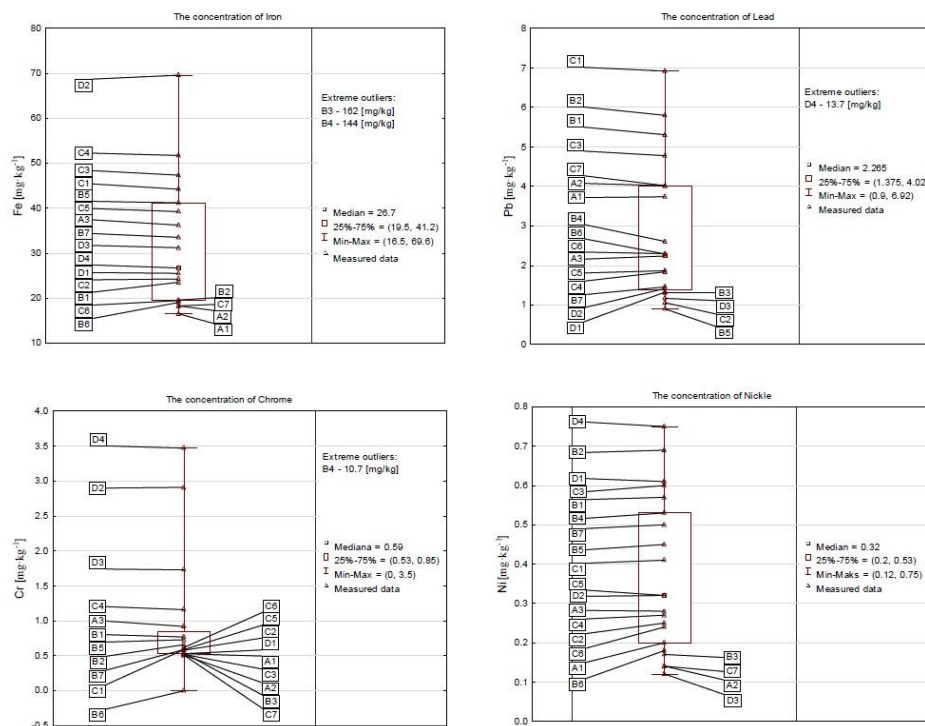 The concentration of Iron
80
70
60
50
40
30
20
10
Fe [mg·kg⁻¹]
D2
C4
C3
C1
B5
C5
A3
B7
D3
D4
D1
C2
B1
C6
B6
B2
C7
A2
A1
Extreme outliers:
B3 - 162 [mg/kg]
B4 - 144 [mg/kg]
Median = 26.7
25%-75% = (19.5, 41.2)
Min-Max = (16.5, 69.6)
Measured data
The concentration of Lead
8
7
6
5
4
3
2
1
0
Pb [mg·kg⁻¹]
C1
B2
B1
C3
C7
A2
A1
B4
B6
C6
A3
C5
C4
B7
D2
D1
B3
D3
C2
B5
Extreme outliers:
D4 - 13.7 [mg/kg]
Median = 2.265
25%-75% = (1.375, 4.02
Min-Max = (0.9, 6.92)
Measured data
The concentration of Chrome
4.0
3.5
3.0
2.5
2.0
1.5
1.0
0.5
0.0
-0.5
Cr [mg·kg⁻¹]
D4
D2
D3
C4
A3
B1
B5
B2
B7
C1
B6
C6
C5
C2
D1
A1
C3
A2
B3
C7
Extreme outliers:
B4 - 10.7 [mg/kg]
Mediana = 0.59
25%-75% = (0.53, 0.85)
Min-Max = (0, 3.5)
Measured data
The concentration of Nickle
0.8
0.7
0.6
0.5
0.4
0.3
0.2
0.1
0.0
Ni [mg·kg⁻¹]
D4
B2
D1
C3
B1
B4
B7
B5
C1
C5
D2
A3
C4
C2
C6
A1
B6
B3
C7
A2
D3
Median = 0.32
25%-75% = (0.2, 0.53)
Min-Maks = (0.12, 0.75)
Measured data